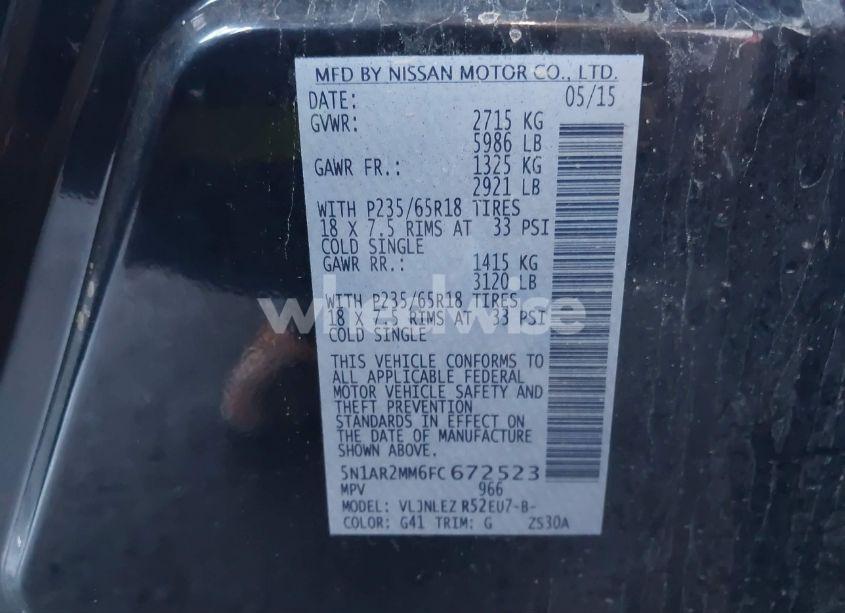 MFD BY NISSAN MOTOR CO., LTD.
DATE: 05/15
GVWR: 2715 KG
5986 LB
GAWR FR.: 1325 KG
2921 LB
WITH P235/65R18 TIRES
18 X 7.5 RIMS AT 33 PSI
COLD SINGLE
GAWR RR.: 1415 KG
3120 LB
WITH P235/65R18 TIRES
18 X 7.5 RIMS AT 33 PSI
COLD SINGLE
wheelwise
THIS VEHICLE CONFORMS TO
ALL APPLICABLE FEDERAL
MOTOR VEHICLE SAFETY AND
THEFT PREVENTION
STANDARDS IN EFFECT ON
THE DATE OF MANUFACTURE
SHOWN ABOVE.
5N1AR2MM6FC672523
MPV 966
MODEL: VLJNLEZ R52EU7-B-
COLOR: G41 TRIM: G ZS30A